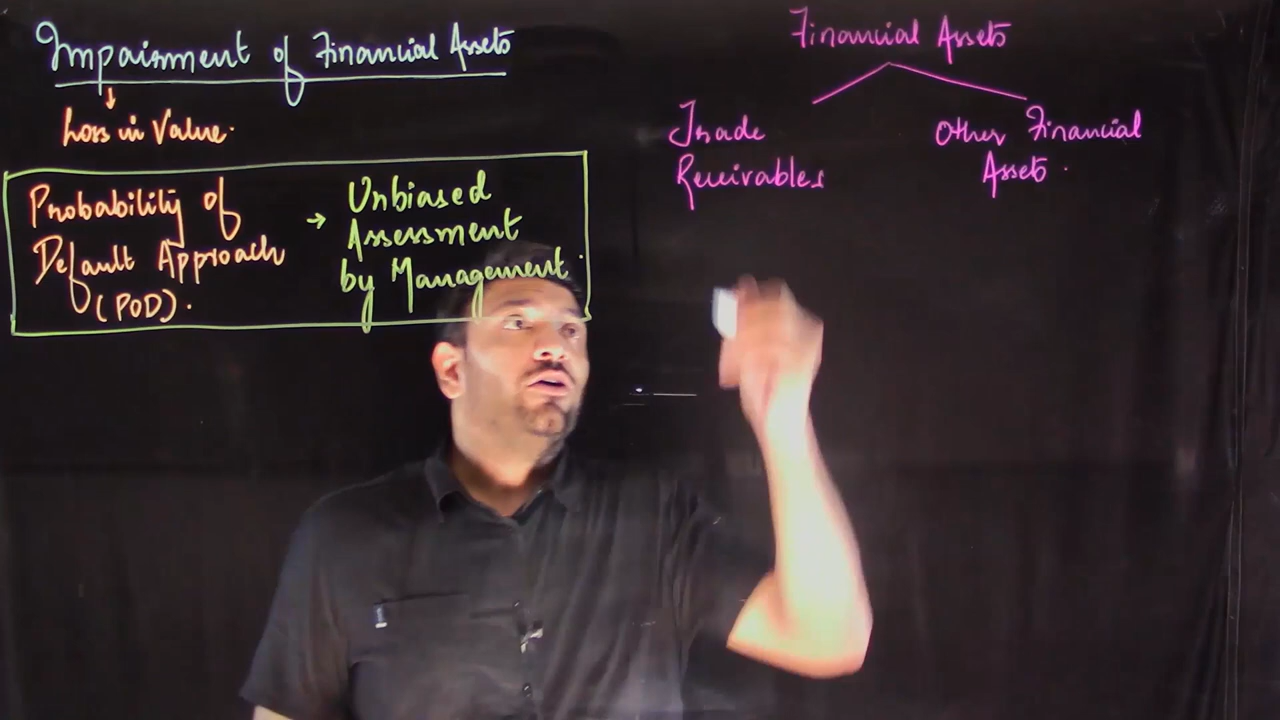 Impairment of Financial Assets
Loss in Value.
Probability of
Default Approach
(POD).
→ Unbiased
Assessment
by Management.
Financial Assets
Trade
Receivables
Other Financial
Assets.